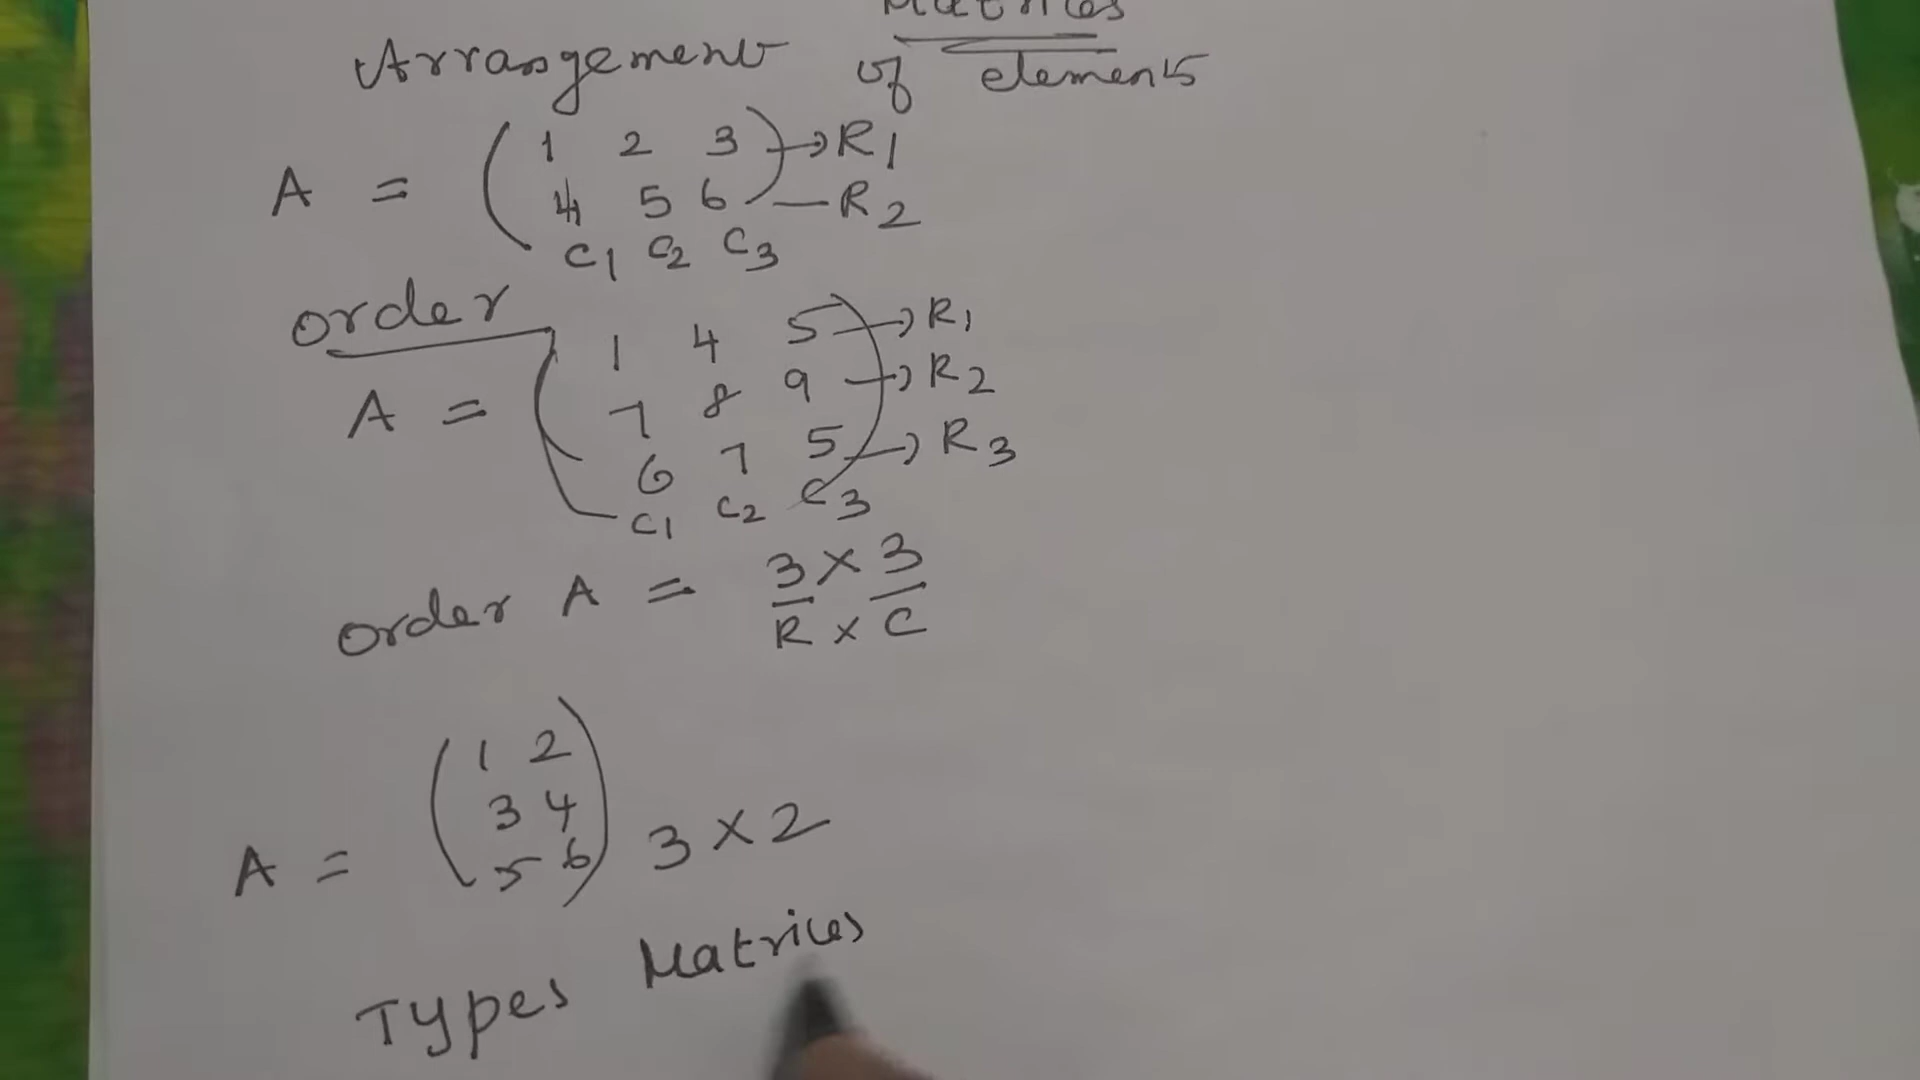 Matrices
Arrangement of elements
A = ( 1 2 3 ) → R1
4 5 6 — R2
C1 C2 C3
order
A = ( 1 4 5 ) → R1
7 8 9 → R2
6 7 5 → R3
C1 C2 C3
order A = 3 × 3
R × C
A = ( 1 2
3 4
5 6 ) 3 × 2
Types Matrices